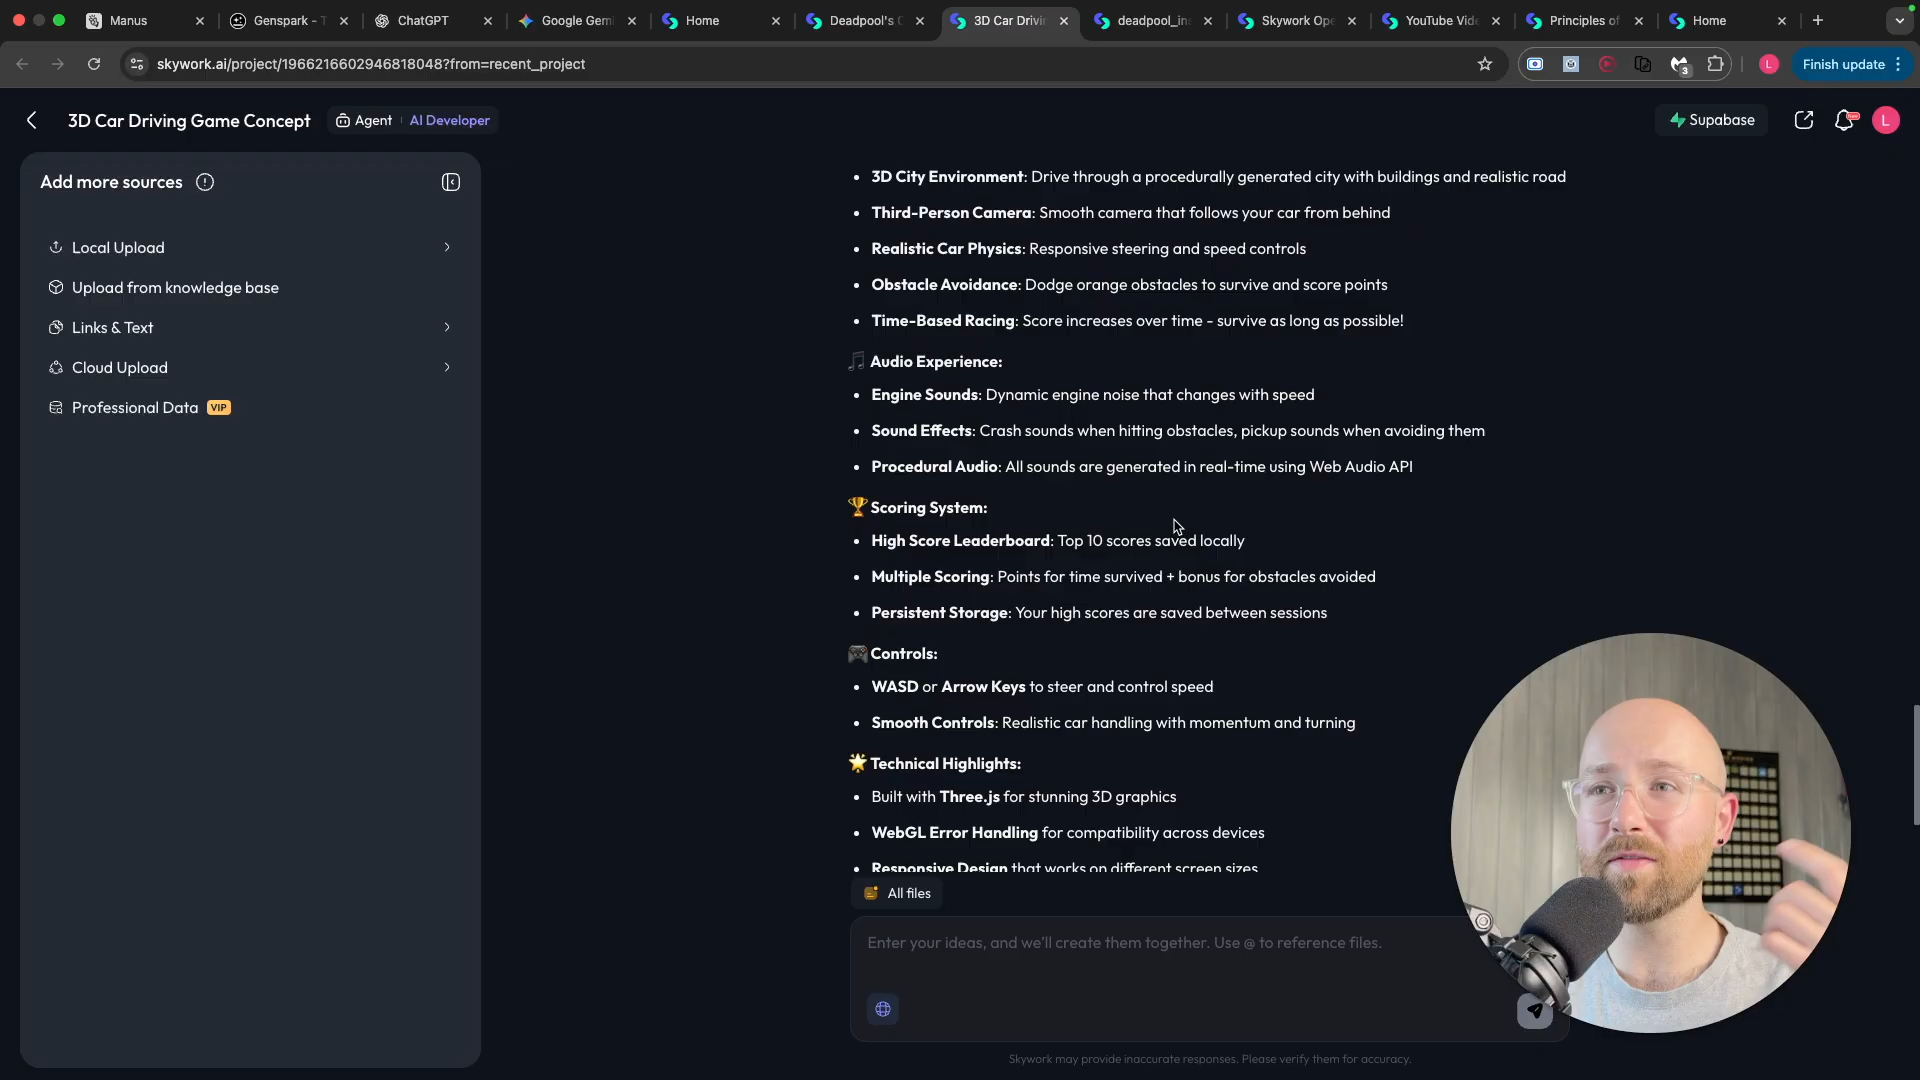 Manus
Genspark - T
ChatGPT
Google Gemi
Home
Deadpool's C
3D Car Drivin
deadpool_ins
Skywork Ope
YouTube Vide
Principles of
Home
skywork.ai/project/1966216602946818048?from=recent_project
3
L
Finish update
3D Car Driving Game Concept
Agent
AI Developer
Supabase
L
Add more sources
Local Upload
Upload from knowledge base
Links & Text
Cloud Upload
Professional Data VIP
• 3D City Environment: Drive through a procedurally generated city with buildings and realistic road
• Third-Person Camera: Smooth camera that follows your car from behind
• Realistic Car Physics: Responsive steering and speed controls
• Obstacle Avoidance: Dodge orange obstacles to survive and score points
• Time-Based Racing: Score increases over time - survive as long as possible!
🎵 Audio Experience:
• Engine Sounds: Dynamic engine noise that changes with speed
• Sound Effects: Crash sounds when hitting obstacles, pickup sounds when avoiding them
• Procedural Audio: All sounds are generated in real-time using Web Audio API
🏆 Scoring System:
• High Score Leaderboard: Top 10 scores saved locally
• Multiple Scoring: Points for time survived + bonus for obstacles avoided
• Persistent Storage: Your high scores are saved between sessions
🎮 Controls:
• WASD or Arrow Keys to steer and control speed
• Smooth Controls: Realistic car handling with momentum and turning
🌟 Technical Highlights:
• Built with Three.js for stunning 3D graphics
• WebGL Error Handling for compatibility across devices
• Responsive Design that works on different screen sizes
All files
Enter your ideas, and we'll create them together. Use @ to reference files.
Skywork may provide inaccurate responses. Please verify them for accuracy.